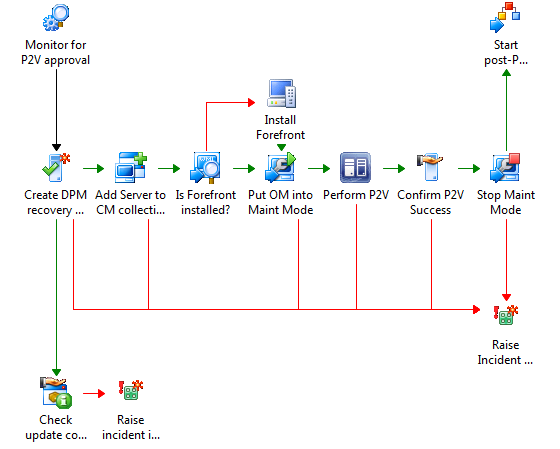 Monitor for
P2V approval
Start
post-P...
Install
Forefront
Create DPM
recovery ...
Add Server to
CM collecti...
Is Forefront
installed?
Put OM into
Maint Mode
Perform P2V
Confirm P2V
Success
Stop Maint
Mode
Raise
Incident ...
Check
update co...
Raise
incident i...